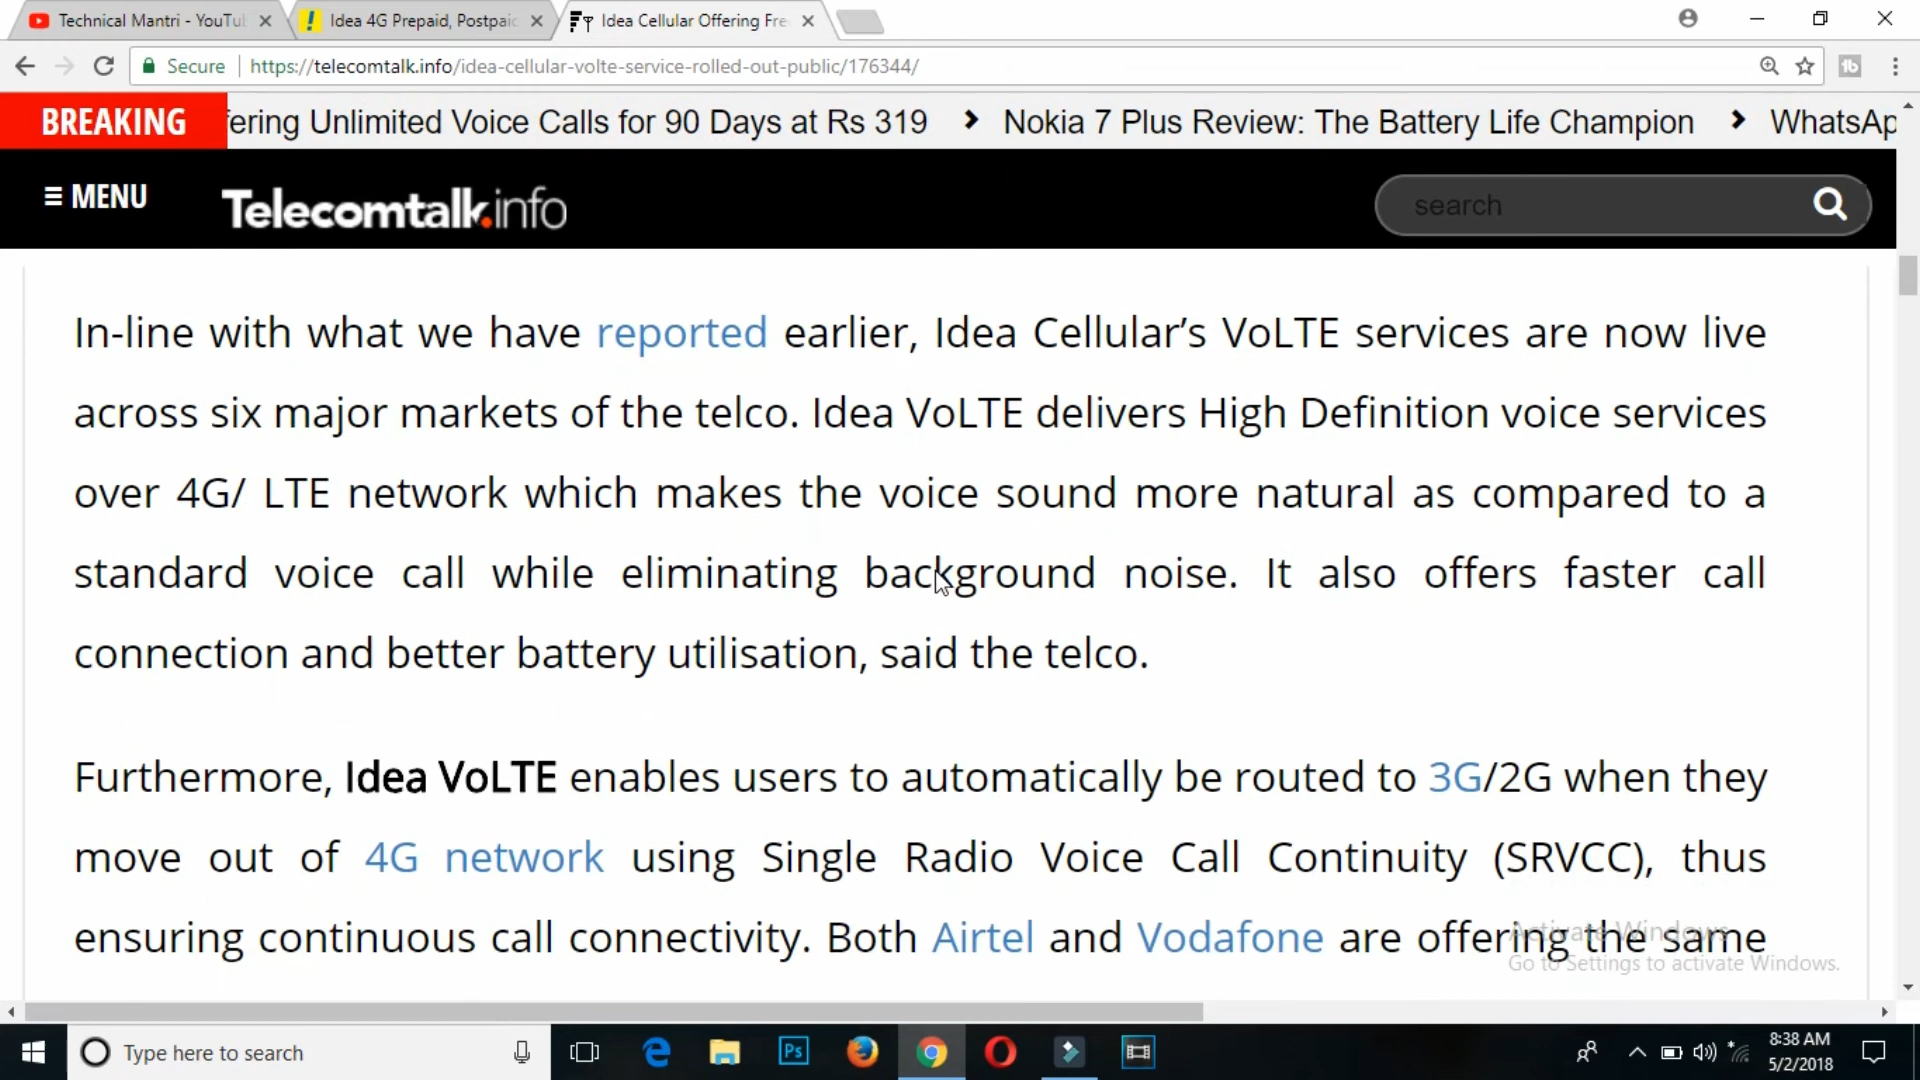 Technical Mantri - YouTu
Idea 4G Prepaid, Postpaid
Idea Cellular Offering Fre
Secure
https://telecomtalk.info/idea-cellular-volte-service-rolled-out-public/176344/
BREAKING
fering Unlimited Voice Calls for 90 Days at Rs 319 › Nokia 7 Plus Review: The Battery Life Champion › WhatsAp
≡ MENU
Telecomtalk.info
search
In-line with what we have reported earlier, Idea Cellular’s VoLTE services are now live
across six major markets of the telco. Idea VoLTE delivers High Definition voice services
over 4G/ LTE network which makes the voice sound more natural as compared to a
standard voice call while eliminating background noise. It also offers faster call
connection and better battery utilisation, said the telco.
Furthermore, Idea VoLTE enables users to automatically be routed to 3G/2G when they
move out of 4G network using Single Radio Voice Call Continuity (SRVCC), thus
ensuring continuous call connectivity. Both Airtel and Vodafone are offering the same
Activate Windows
Go to Settings to activate Windows.
Type here to search
Ps
8:38 AM
5/2/2018